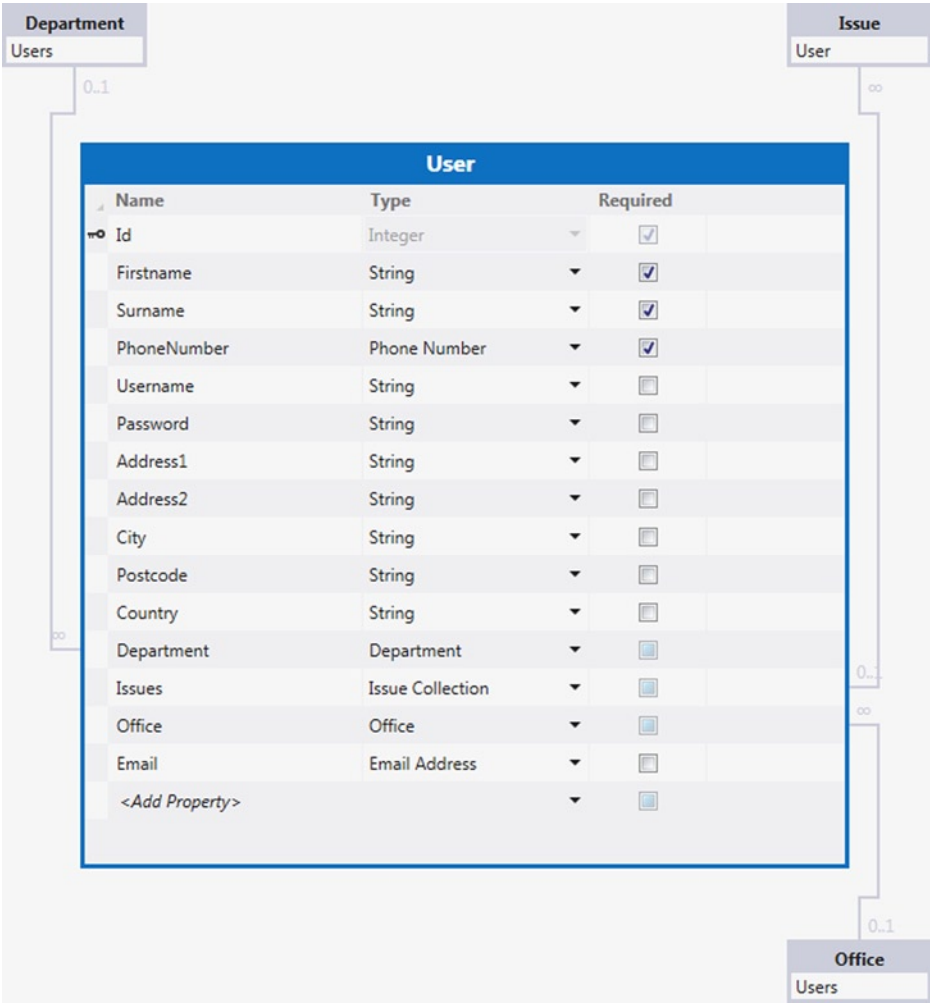 Department
Users
Issue
User
0..1
∞
User
Name Type Required
Id Integer
Firstname String
Surname String
PhoneNumber Phone Number
Username String
Password String
Address1 String
Address2 String
City String
Postcode String
Country String
∞
Department Department
0..1
Issues Issue Collection
∞
Office Office
Email Email Address
<Add Property>
0..1
Office
Users